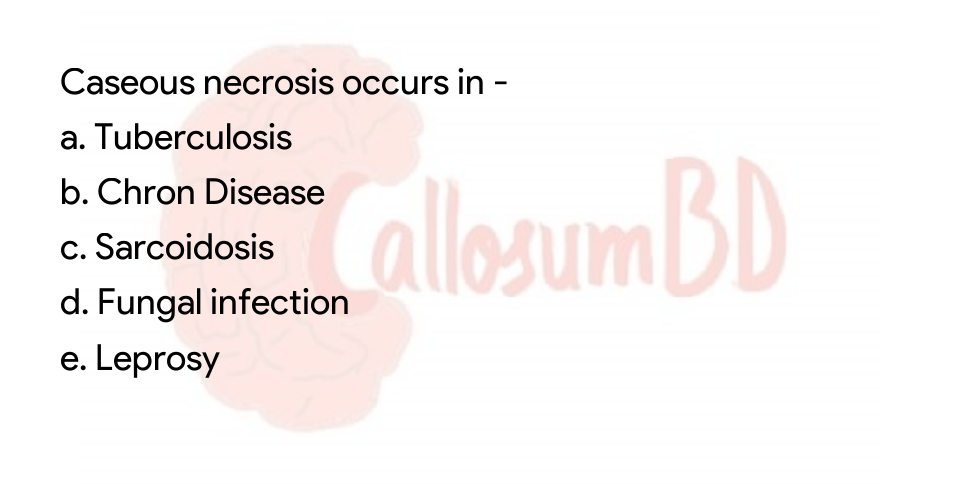 Caseous necrosis occurs in -
a. Tuberculosis
b. Chron Disease
c. Sarcoidosis
CallosumBD
d. Fungal infection
e. Leprosy